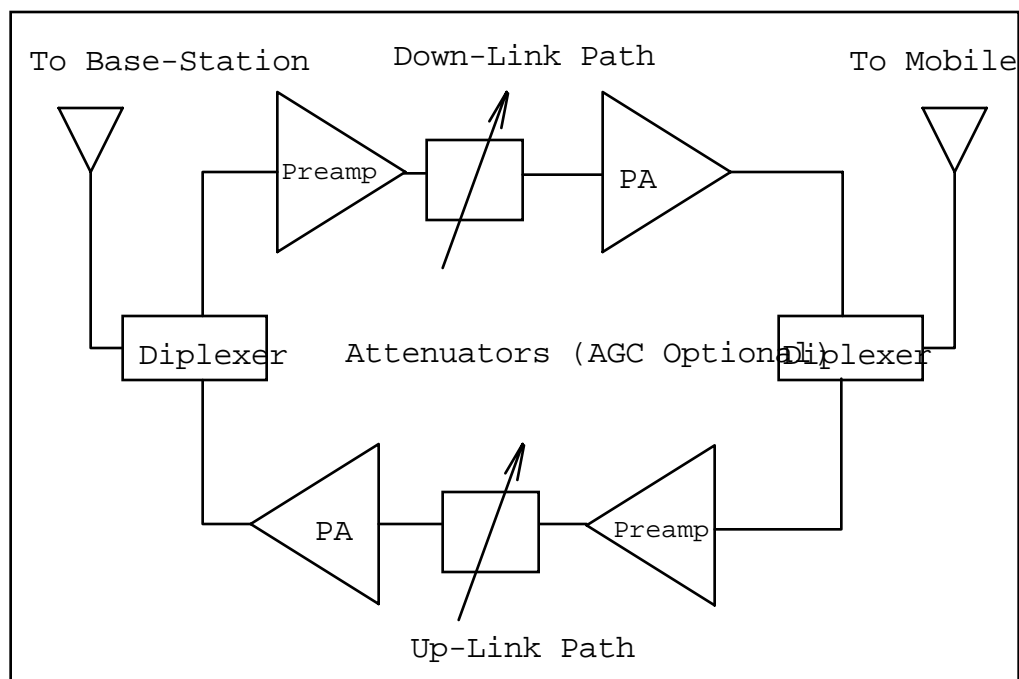 To Base-Station
Down-Link Path
To Mobile
Preamp
PA
Diplexer
Attenuators (AGC Optional)
Diplexer
PA
Preamp
Up-Link Path